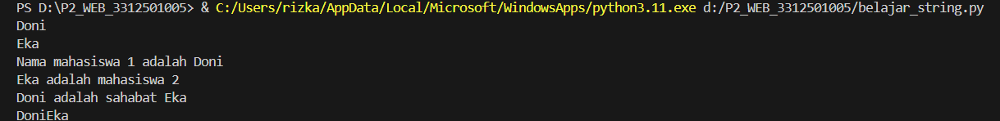 PS D:\P2_WEB_3312501005> & C:/Users/rizka/AppData/Local/Microsoft/WindowsApps/python3.11.exe d:/P2_WEB_3312501005/belajar_string.py
Doni
Eka
Nama mahasiswa 1 adalah Doni
Eka adalah mahasiswa 2
Doni adalah sahabat Eka
DoniEka